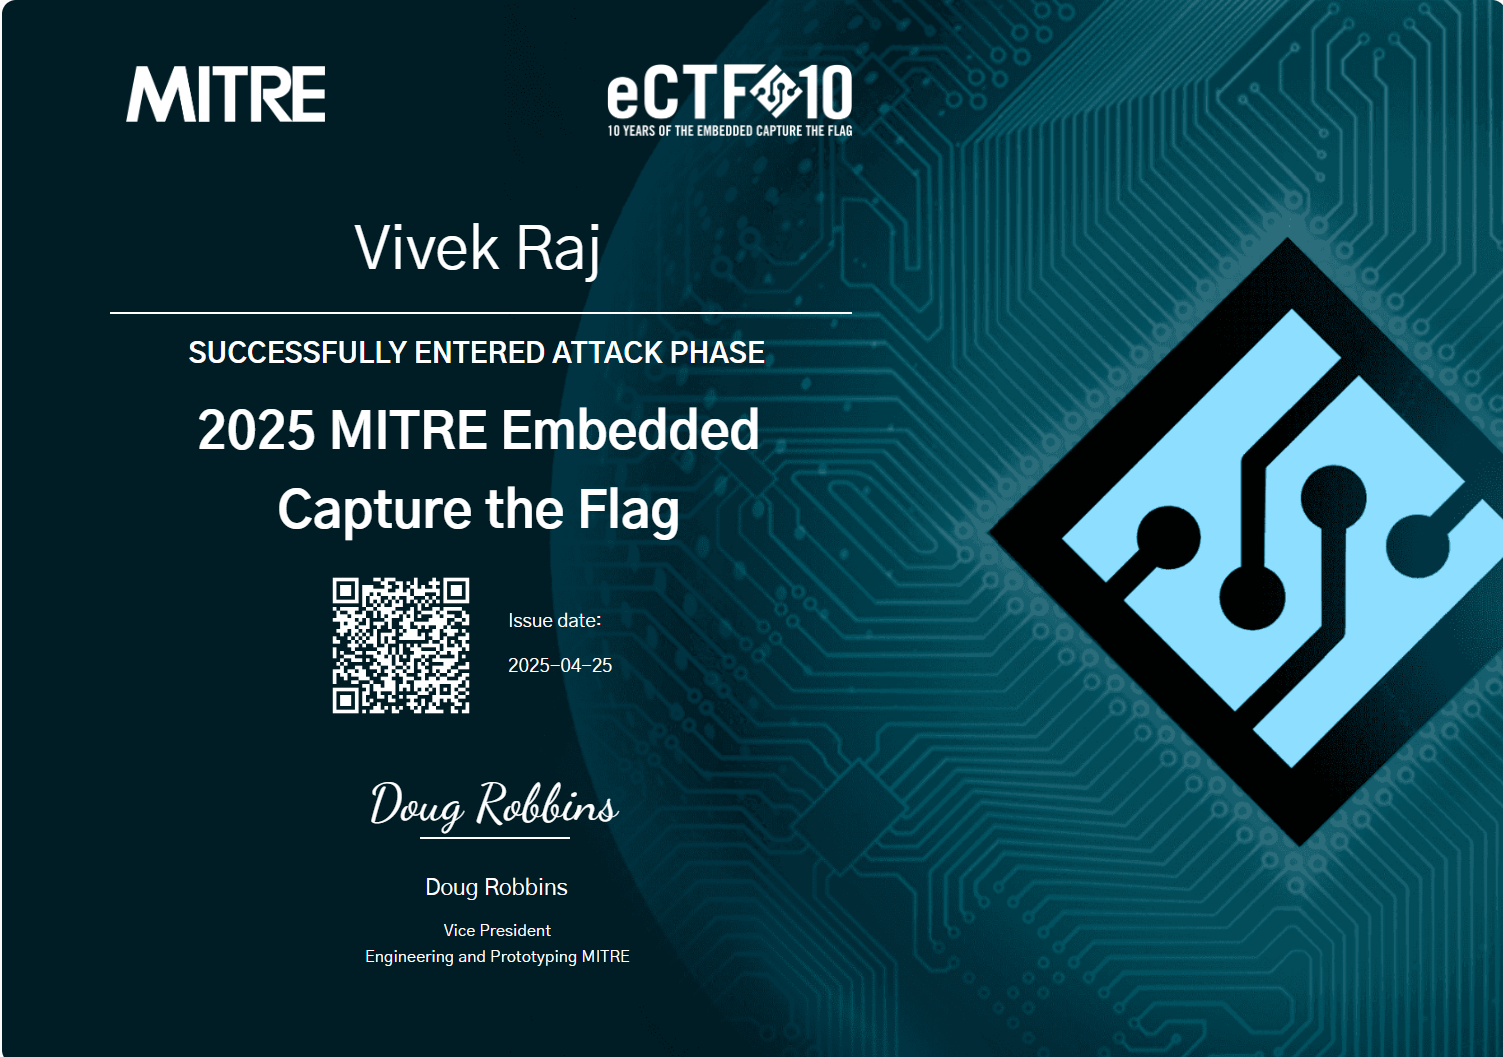 MITRE
eCTF 10
10 YEARS OF THE EMBEDDED CAPTURE THE FLAG
Vivek Raj
SUCCESSFULLY ENTERED ATTACK PHASE
2025 MITRE Embedded
Capture the Flag
Issue date:
2025-04-25
Doug Robbins
Doug Robbins
Vice President
Engineering and Prototyping MITRE